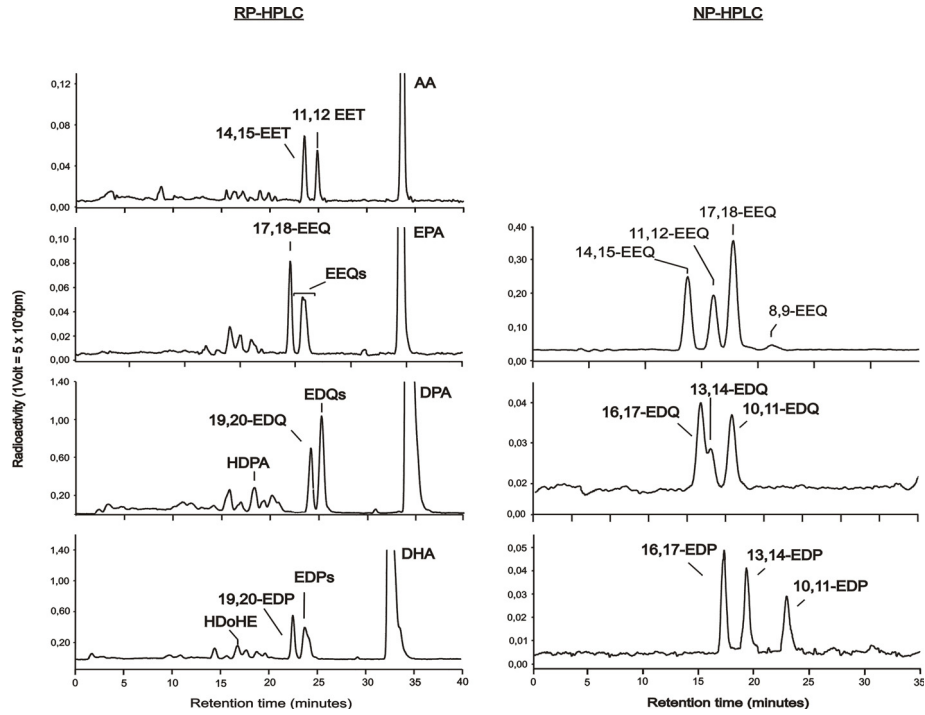 RP-HPLC
NP-HPLC
Radioactivity (1Volt = 5 x 10⁶dpm)
0,12
0,08
0,04
0,00
14,15-EET
11,12 EET
AA
0,10
0,08
0,06
0,04
0,02
0,00
17,18-EEQ
EEQs
EPA
1,40
1,00
0,60
0,20
HDPA
19,20-EDQ
EDQs
DPA
1,40
1,00
0,60
0,20
HDoHE
19,20-EDP
EDPs
DHA
0 5 10 15 20 25 30 35 40
Retention time (minutes)
0,40
0,30
0,20
0,10
0,00
14,15-EEQ
11,12-EEQ
17,18-EEQ
8,9-EEQ
0,04
0,03
0,02
0,00
16,17-EDQ
13,14-EDQ
10,11-EDQ
0,05
0,04
0,03
0,02
0,01
0,00
16,17-EDP
13,14-EDP
10,11-EDP
0 5 10 15 20 25 30 35
Retention time (minutes)